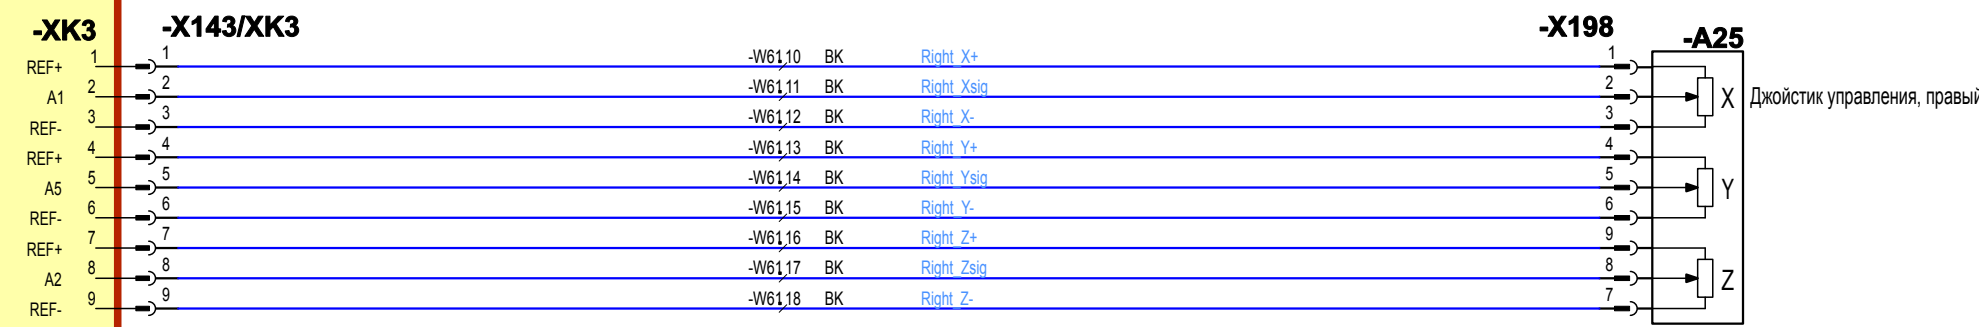 -XK3 -X143/XK3 -X198 -A25
REF+ 1 1 -W61.10 BK Right_X+ 1
A1 2 2 -W61.11 BK Right_Xsig 2 X Джойстик управления, правый
REF- 3 3 -W61.12 BK Right_X- 3
REF+ 4 4 -W61.13 BK Right_Y+ 4
A5 5 5 -W61.14 BK Right_Ysig 5 Y
REF- 6 6 -W61.15 BK Right_Y- 6
REF+ 7 7 -W61.16 BK Right_Z+ 9
A2 8 8 -W61.17 BK Right_Zsig 8 Z
REF- 9 9 -W61.18 BK Right_Z- 7